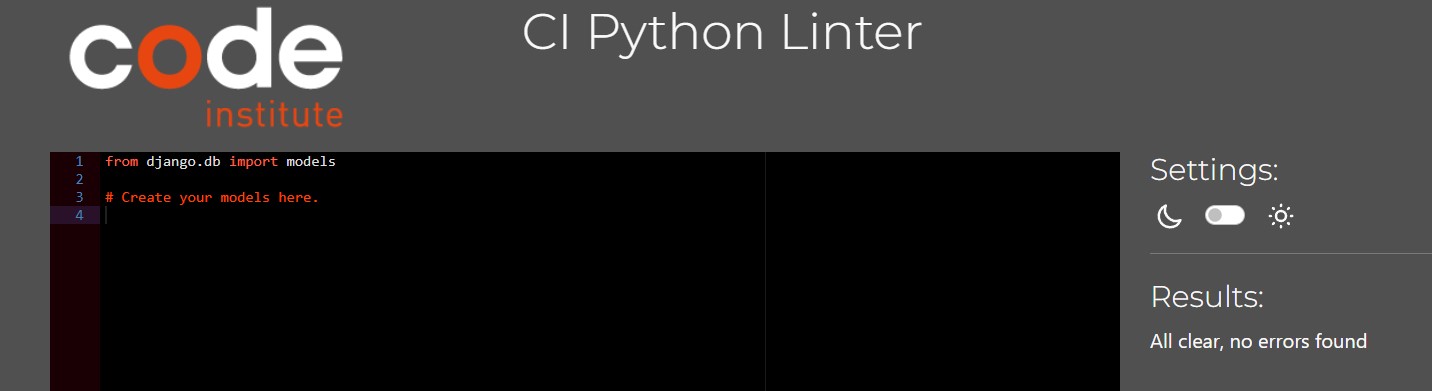 code
institute
CI Python Linter
1 from django.db import models
2
3 # Create your models here.
4
Settings:
Results:
All clear, no errors found